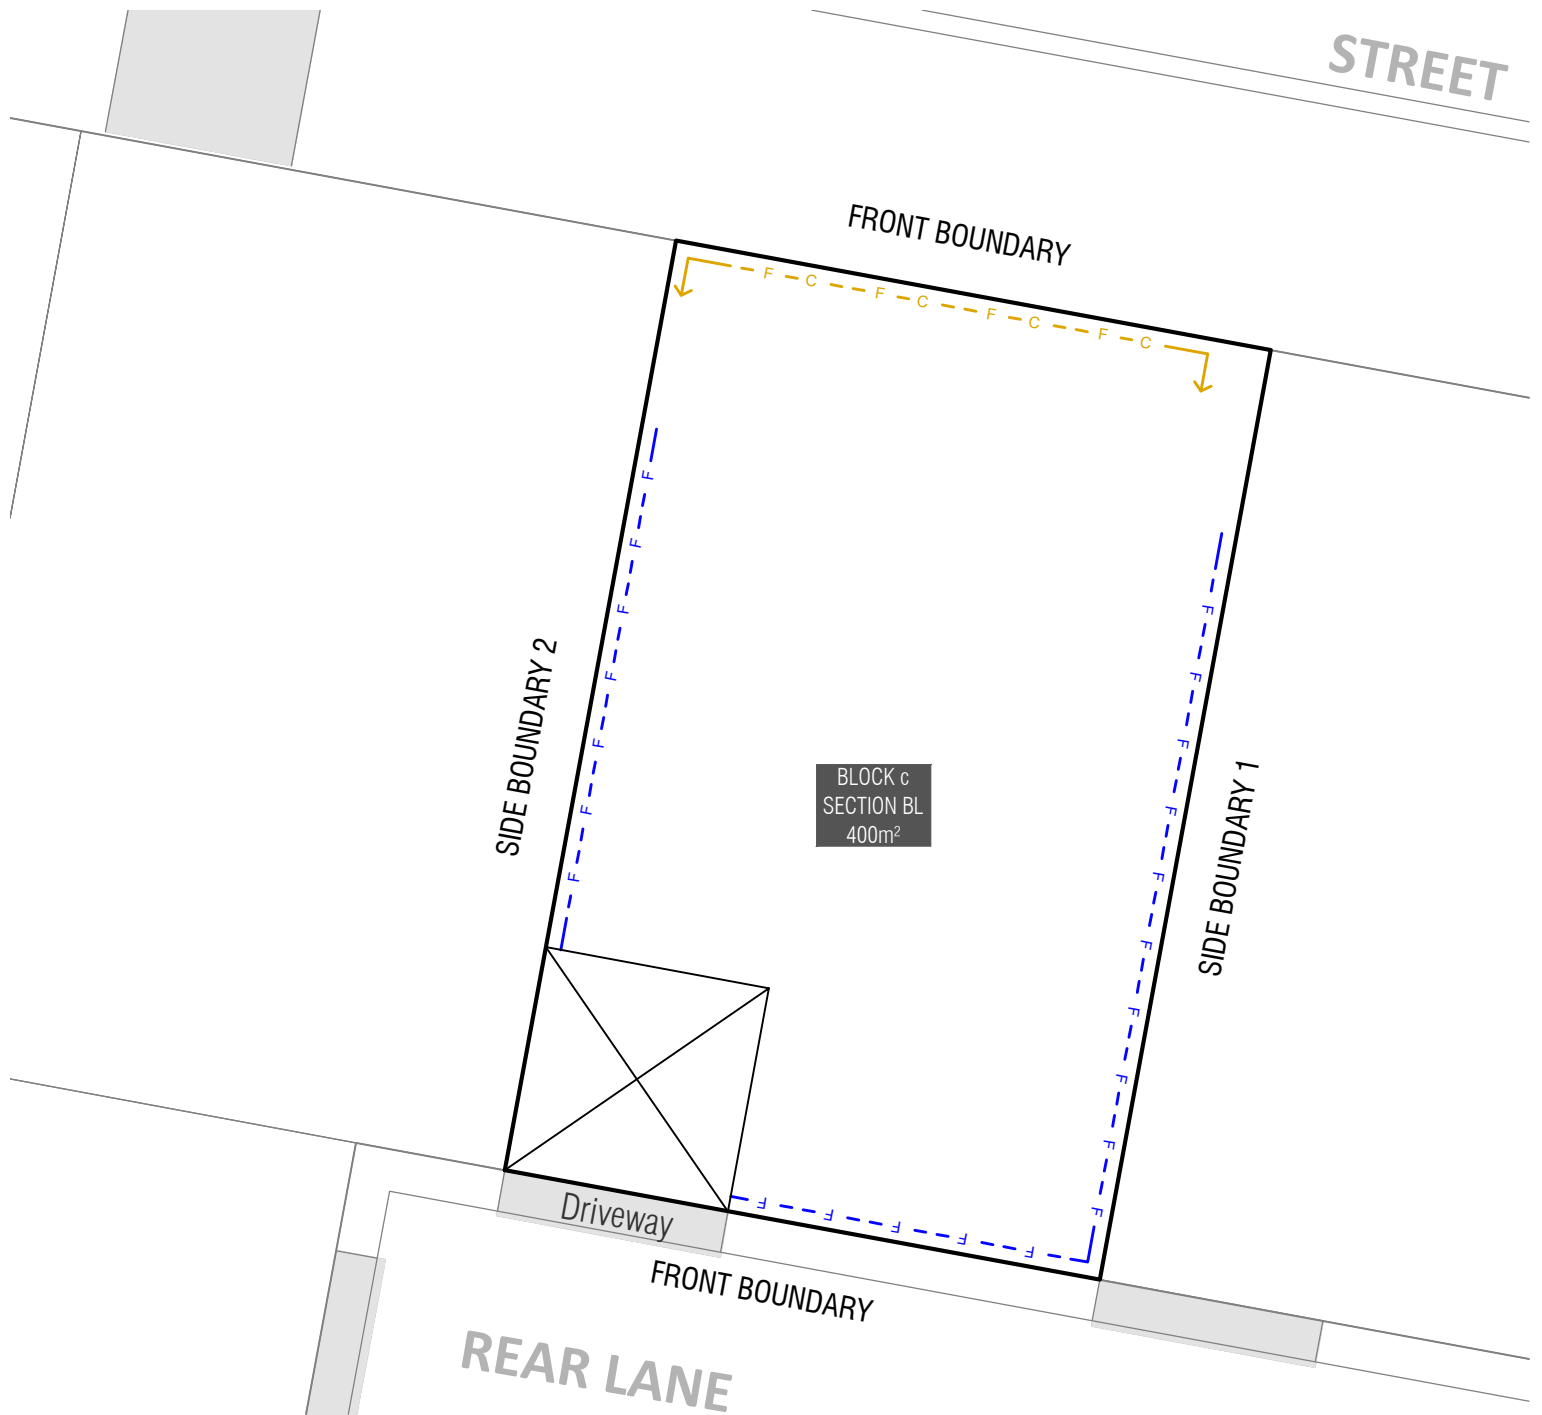 STREET
FRONT BOUNDARY
F C F C F C F C
F F F F F F F
F F F F F F F F F F
SIDE BOUNDARY 2
BLOCK c
SECTION BL
400m²
SIDE BOUNDARY 1
F F F F F
Driveway
FRONT BOUNDARY
REAR LANE